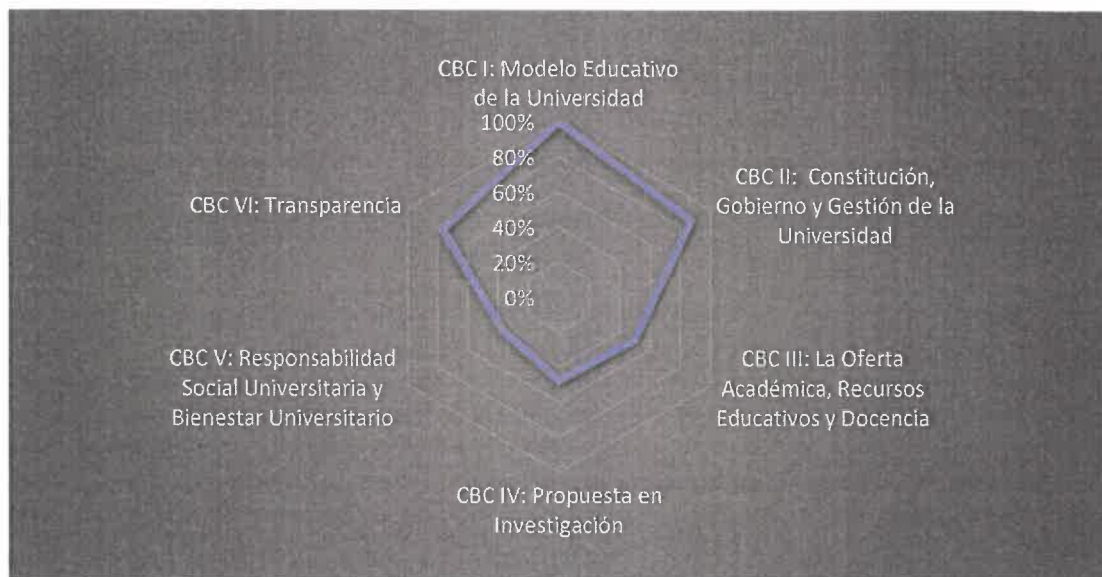 CBC I: Modelo Educativo
de la Universidad
100%
80%
60%
40%
20%
0%
CBC II: Constitución,
Gobierno y Gestión de la
Universidad
CBC III: La Oferta
Académica, Recursos
Educativos y Docencia
CBC IV: Propuesta en
Investigación
CBC V: Responsabilidad
Social Universitaria y
Bienestar Universitario
CBC VI: Transparencia